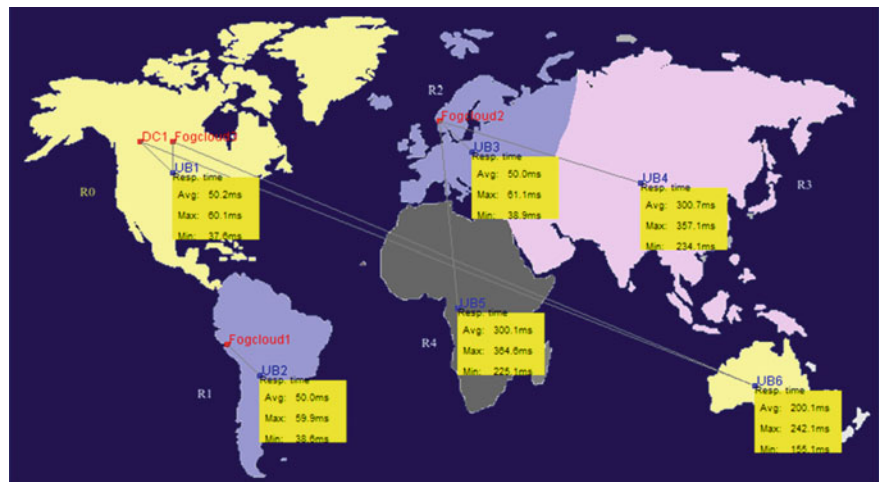 R2
DC1 Fogcloud3
Fogcloud2
UB1
Resp. time
Avg: 50.2ms
Max: 60.1ms
Min: 37.6ms
R0
UB3
Resp. time
Avg: 50.0ms
Max: 61.1ms
Min: 38.9ms
UB4
Resp. time
Avg: 300.7ms
Max: 357.1ms
Min: 234.1ms
R3
Fogcloud1
R4
UB5
Resp. time
Avg: 300.1ms
Max: 364.6ms
Min: 225.1ms
R1
UB2
Resp. time
Avg: 50.0ms
Max: 59.9ms
Min: 38.6ms
UB6
Resp. time
Avg: 200.1ms
Max: 242.1ms
Min: 155.1ms